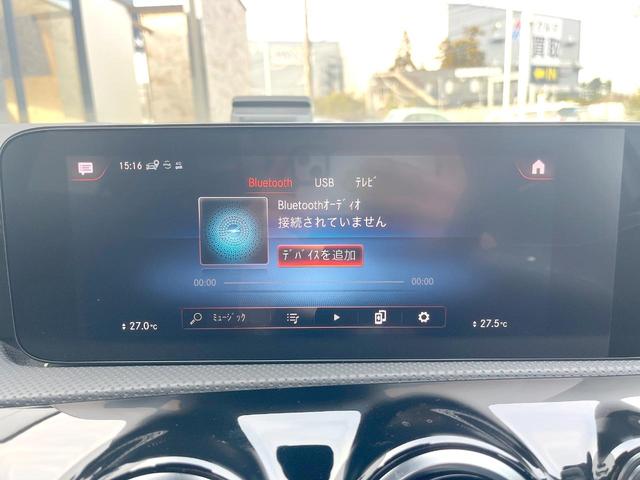 買取
IN
15:16
Bluetooth USB ﾃﾚﾋﾞ
Bluetoothｵｰﾃﾞｨｵ
接続されていません
ﾃﾞﾊﾞｲｽを追加
00:00 00:00
ﾐｭｰｼﾞｯｸ
27.0℃ 27.5℃